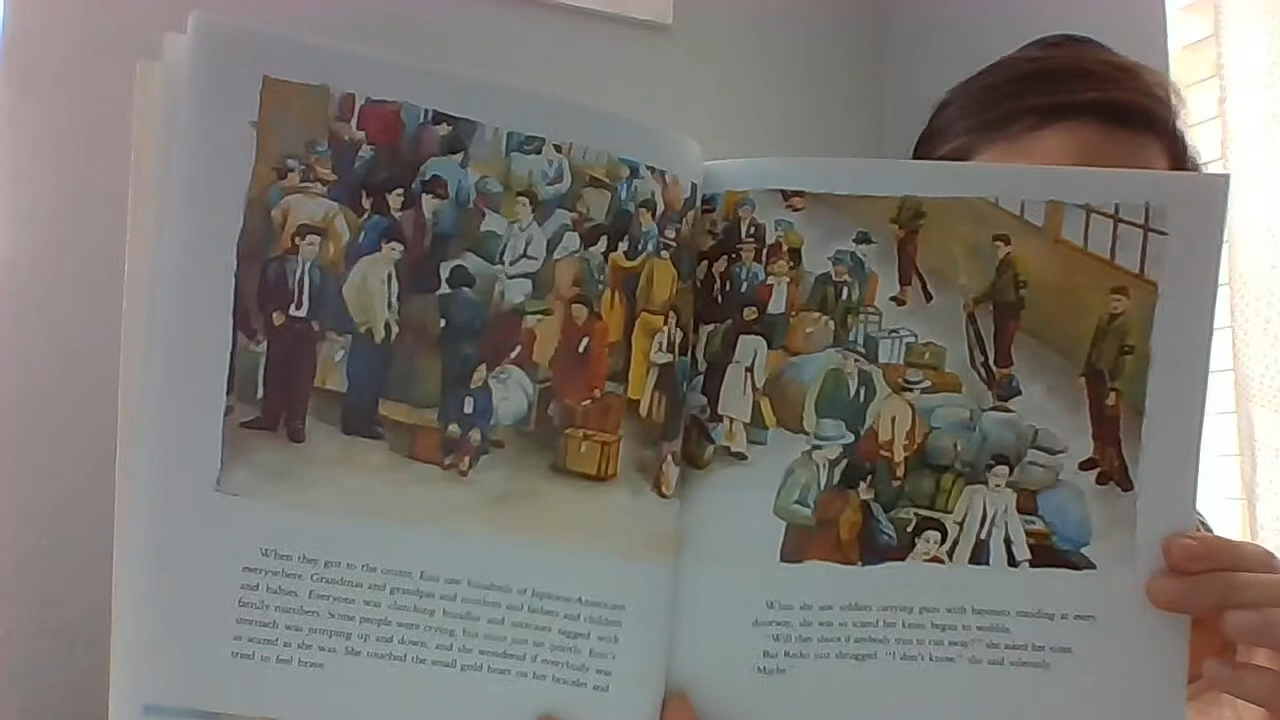 When they got to the center, Emi saw hundreds of Japanese-Americans
everywhere. Grandmas and grandpas and mothers and fathers and children
and babies. Everyone was clutching bundles and suitcases tagged with
family numbers. Some people were crying, but most just sat quietly. Emi's
stomach was jumping up and down, and she wondered if everybody was
as scared as she was. She touched the small gold heart on her bracelet and
tried to feel brave.
When she saw soldiers carrying guns with bayonets standing at every
doorway, she was so scared her knees began to wobble.
"Will they shoot if anybody tries to run away?" she asked her sister.
But Reiko just shrugged. "I don't know," she said solemnly.
"Maybe."